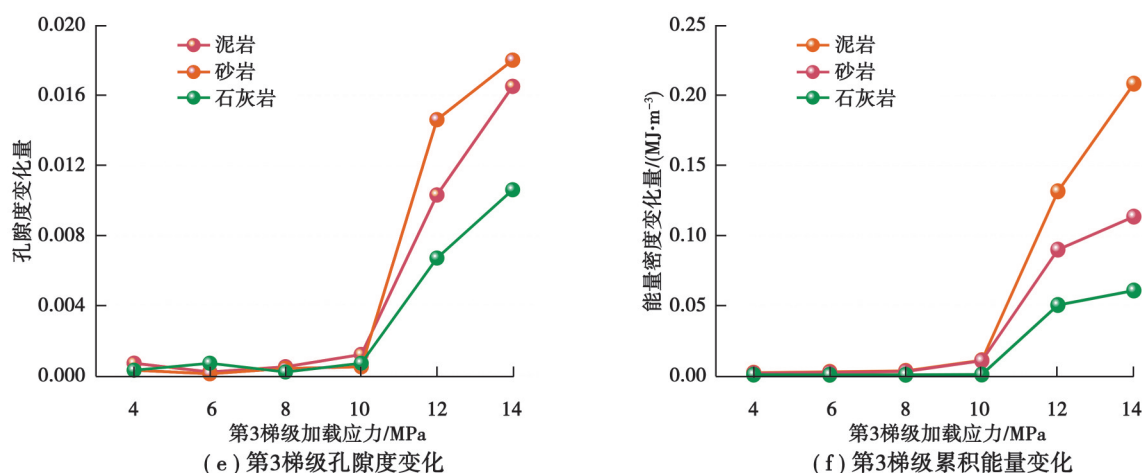 0.020
0.016
0.012
0.008
0.004
0.000
孔隙度变化量
泥岩
砂岩
石灰岩
4 6 8 10 12 14
第3梯级加载应力/MPa
(e)第3梯级孔隙度变化
0.25
0.20
0.15
0.10
0.05
0.00
能量密度变化量/(MJ·m⁻³)
泥岩
砂岩
石灰岩
4 6 8 10 12 14
第3梯级加载应力/MPa
(f)第3梯级累积能量变化